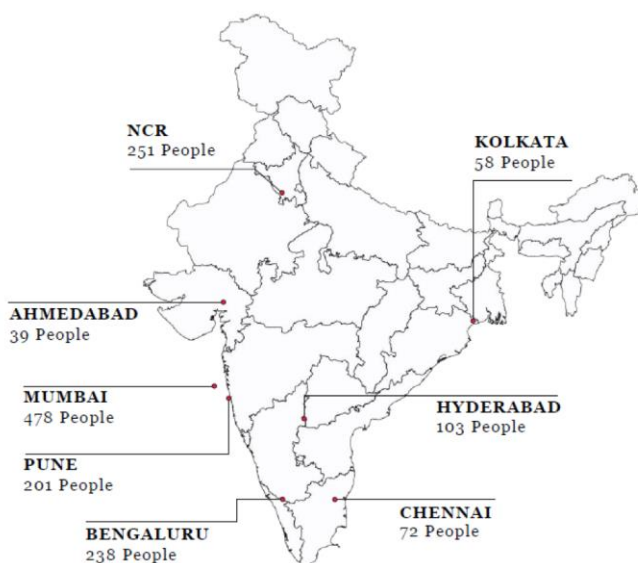 NCR
251 People
KOLKATA
58 People
AHMEDABAD
39 People
MUMBAI
478 People
HYDERABAD
103 People
PUNE
201 People
CHENNAI
72 People
BENGALURU
238 People